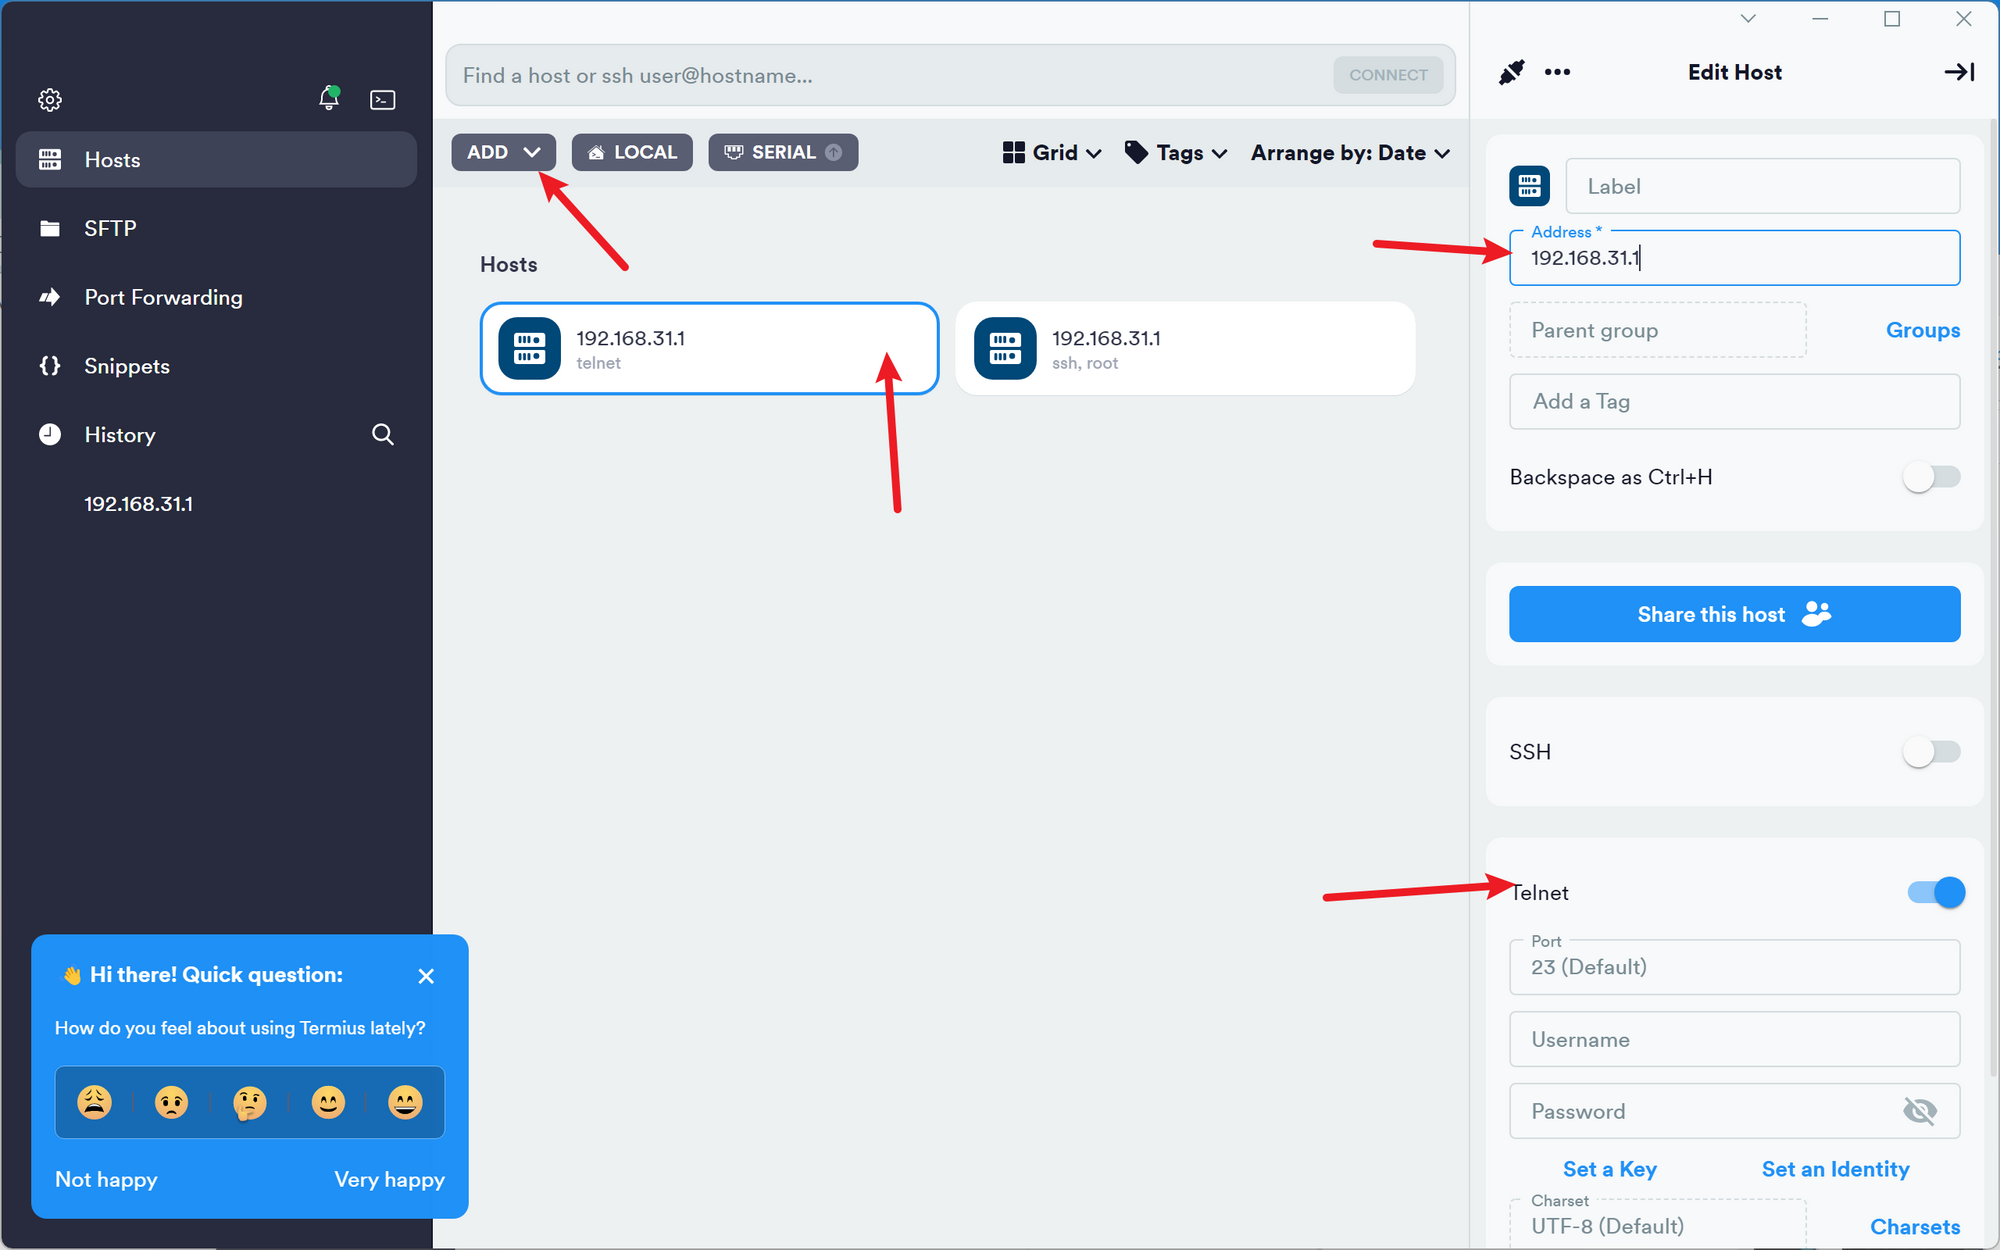 Find a host or ssh user@hostname...
CONNECT
Edit Host
Hosts
SFTP
Port Forwarding
Snippets
History
192.168.31.1
ADD
LOCAL
SERIAL
Grid
Tags
Arrange by: Date
Hosts
192.168.31.1
telnet
192.168.31.1
ssh, root
Label
Address *
192.168.31.1
Parent group
Groups
Add a Tag
Backspace as Ctrl+H
Share this host
SSH
Telnet
Port
23 (Default)
Username
Password
Set a Key
Set an Identity
Charset
UTF-8 (Default)
Charsets
👋 Hi there! Quick question:
How do you feel about using Termius lately?
Not happy
Very happy